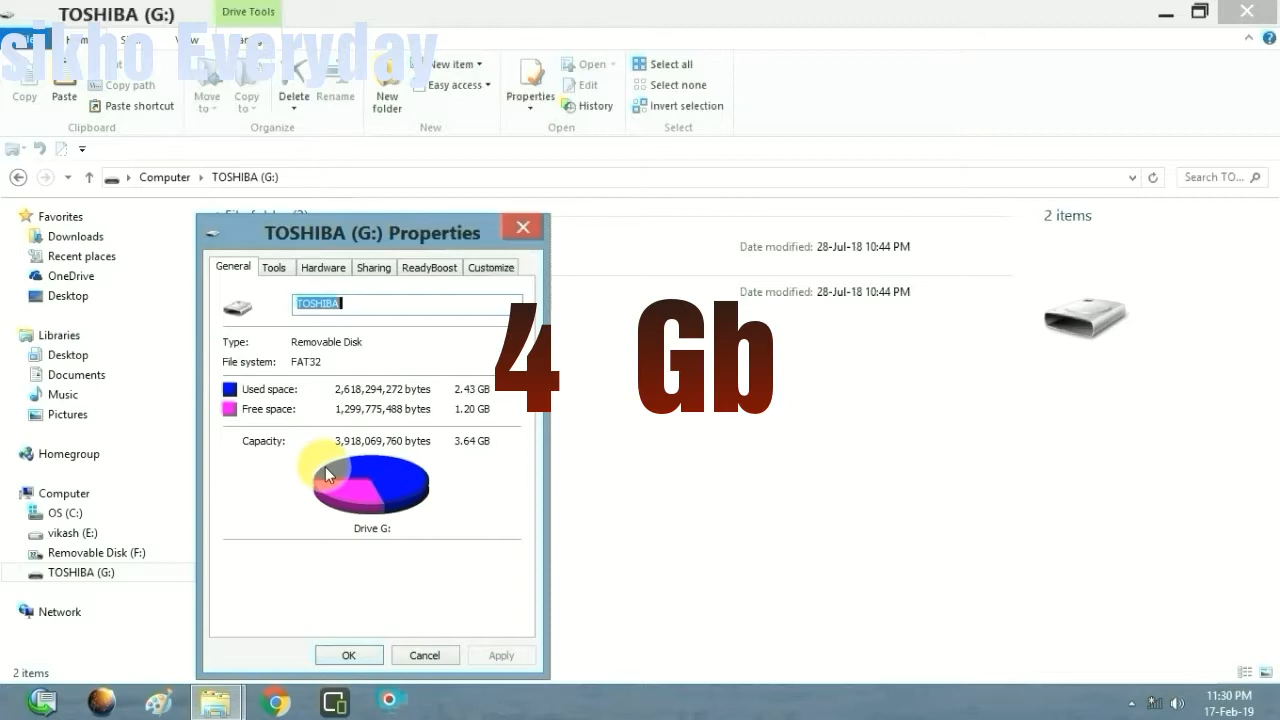 TOSHIBA (G:)
Drive Tools
sikho Everyday
Copy
Paste
Copy path
Paste shortcut
Move to
Copy to
Delete
Rename
New folder
New item
Easy access
Properties
Open
Edit
History
Select all
Select none
Invert selection
Clipboard
Organize
New
Open
Select
Computer
TOSHIBA (G:)
Search TO...
Favorites
Downloads
Recent places
OneDrive
Desktop
Libraries
Desktop
Documents
Music
Pictures
Homegroup
Computer
OS (C:)
vikash (E:)
Removable Disk (F:)
TOSHIBA (G:)
Network
2 items
Date modified: 28-Jul-18 10:44 PM
Date modified: 28-Jul-18 10:44 PM
2 items
TOSHIBA (G:) Properties
General Tools Hardware Sharing ReadyBoost Customize
TOSHIBA
Type: Removable Disk
File system: FAT32
Used space: 2,618,294,272 bytes 2.43 GB
Free space: 1,299,775,488 bytes 1.20 GB
Capacity: 3,918,069,760 bytes 3.64 GB
Drive G:
OK Cancel Apply
4 Gb
11:30 PM
17-Feb-19